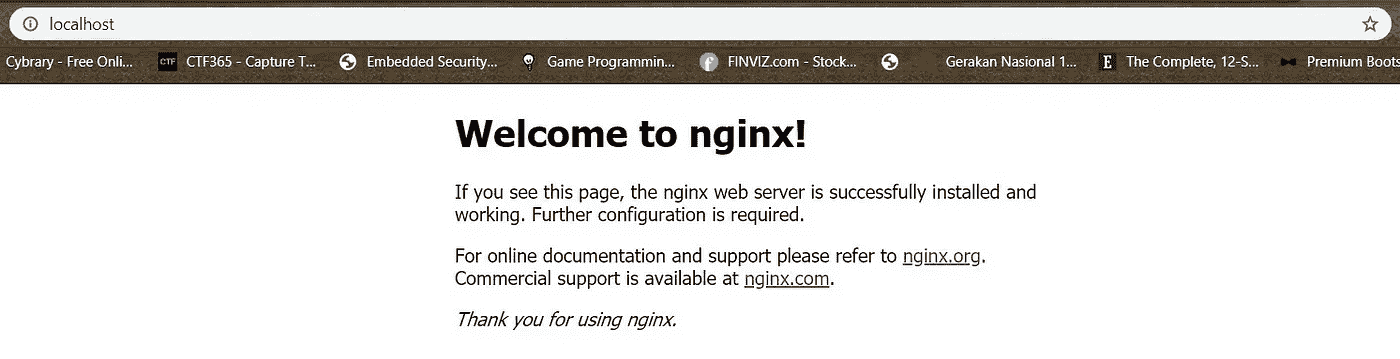 localhost
Cybrary - Free Onli...
CTF
CTF365 - Capture T...
Embedded Security...
Game Programmin...
f
FINVIZ.com - Stock...
Gerakan Nasional 1...
E
The Complete, 12-S...
Premium Boots
Welcome to nginx!
If you see this page, the nginx web server is successfully installed and
working. Further configuration is required.
For online documentation and support please refer to nginx.org.
Commercial support is available at nginx.com.
Thank you for using nginx.